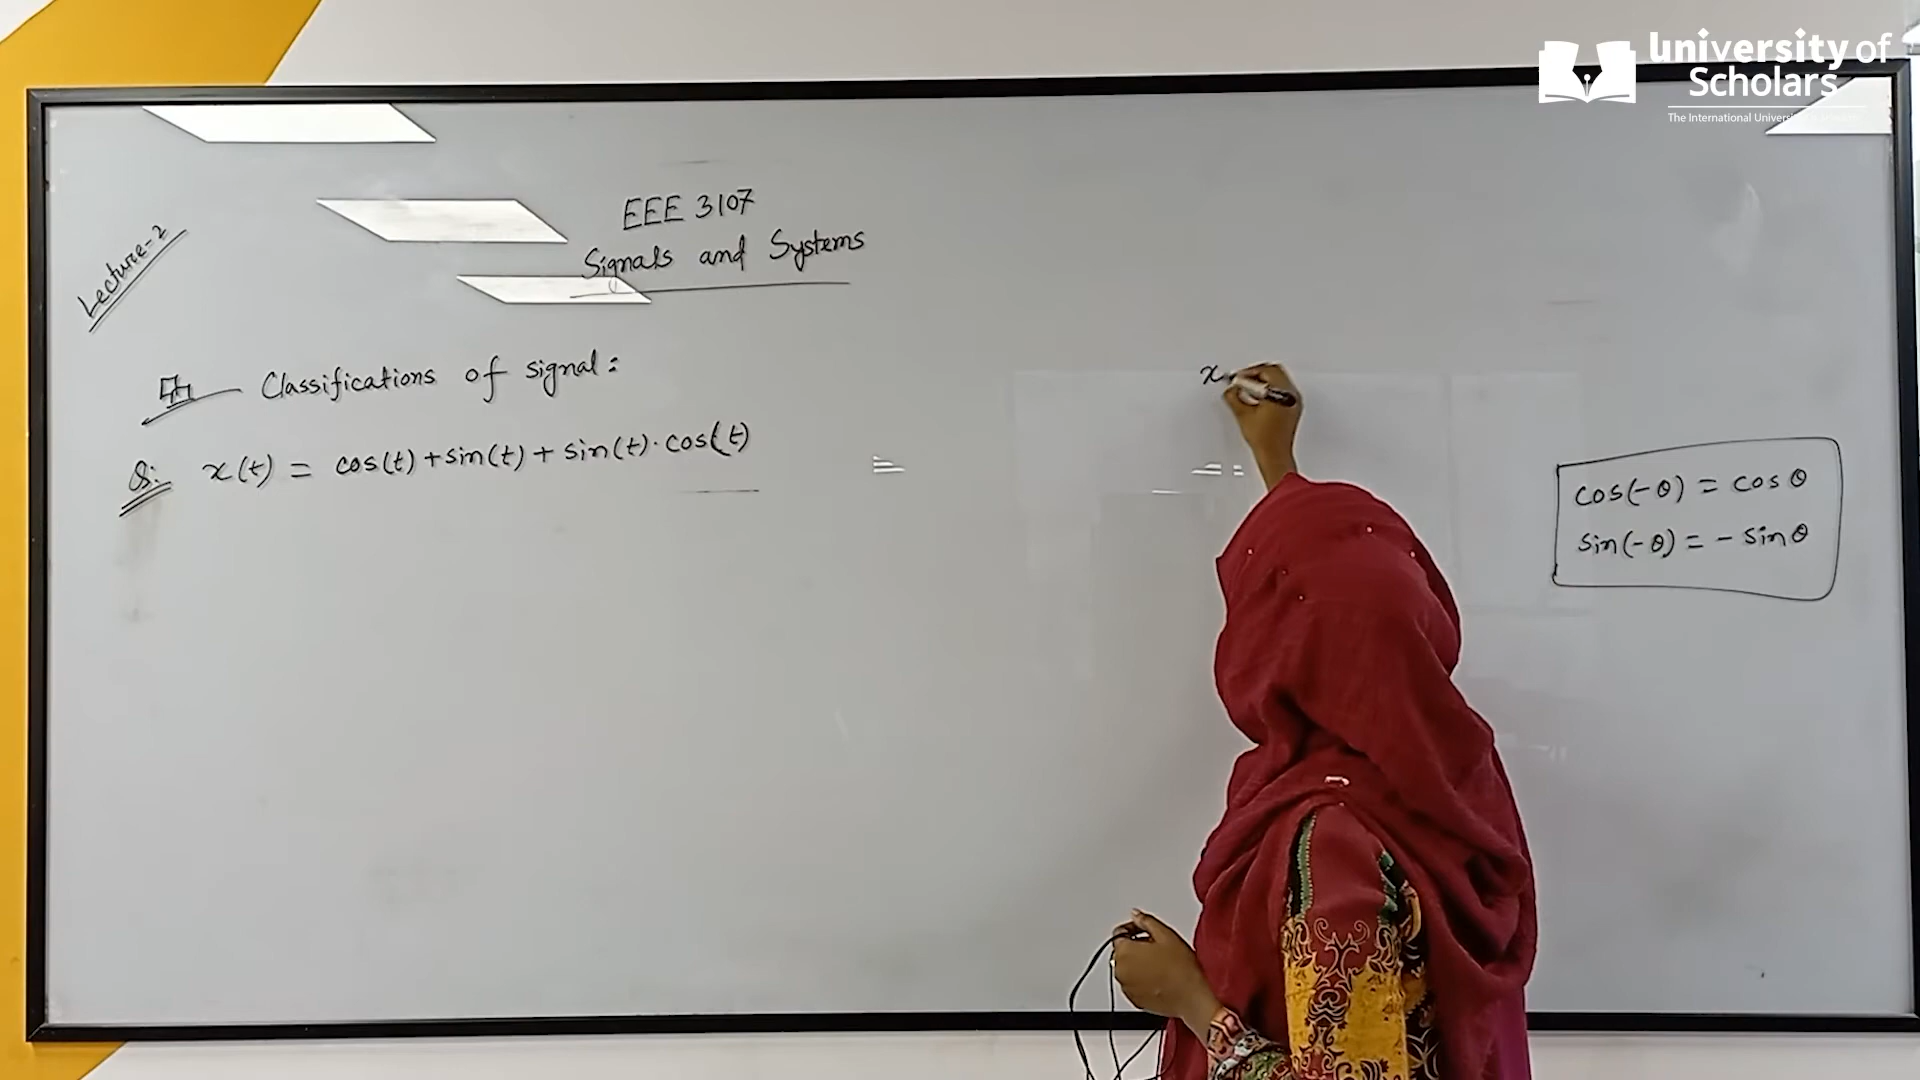 University of
Scholars
Lecture-2
EEE 3107
Signals and Systems
Classifications of signal:
Q: x(t) = cos(t) + sin(t) + sin(t)·cos(t)
x
cos(-θ) = cos θ
sin(-θ) = - sin θ